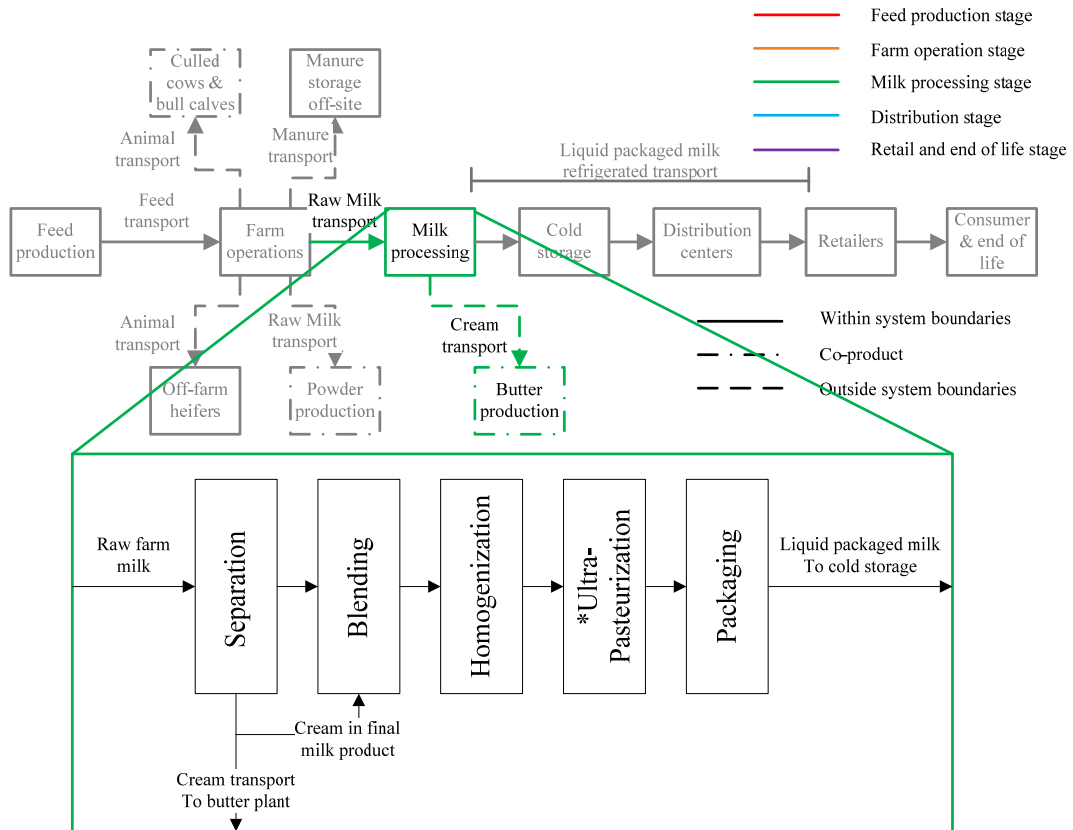 Feed production stage
Farm operation stage
Milk processing stage
Distribution stage
Retail and end of life stage
Culled
cows &
bull calves
Manure
storage
off-site
Animal
transport
Manure
transport
Liquid packaged milk
refrigerated transport
Feed
transport
Raw Milk
transport
Feed
production
Farm
operations
Milk
processing
Cold
storage
Distribution
centers
Retailers
Consumer
& end of
life
Animal
transport
Raw Milk
transport
Cream
transport
Within system boundaries
Co-product
Outside system boundaries
Off-farm
heifers
Powder
production
Butter
production
Raw farm
milk
Separation
Blending
Homogenization
*Ultra-
Pasteurization
Packaging
Liquid packaged milk
To cold storage
Cream in final
milk product
Cream transport
To butter plant